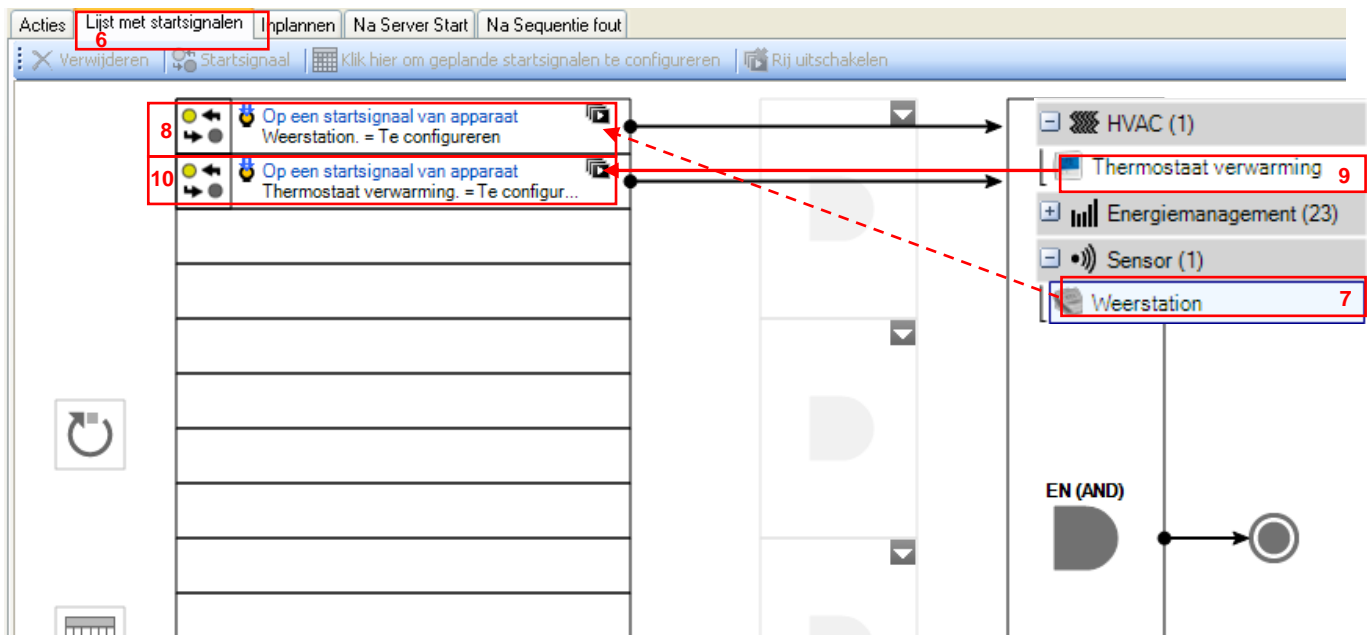 Acties Lijst met startsignalen Inplannen Na Server Start Na Sequentie fout
6
Verwijderen Startsignaal Klik hier om geplande startsignalen te configureren Rij uitschakelen
8
Op een startsignaal van apparaat
Weerstation. = Te configureren
10
Op een startsignaal van apparaat
Thermostaat verwarming. = Te configur...
HVAC (1)
Thermostaat verwarming 9
Energiemanagement (23)
Sensor (1)
Weerstation 7
EN (AND)